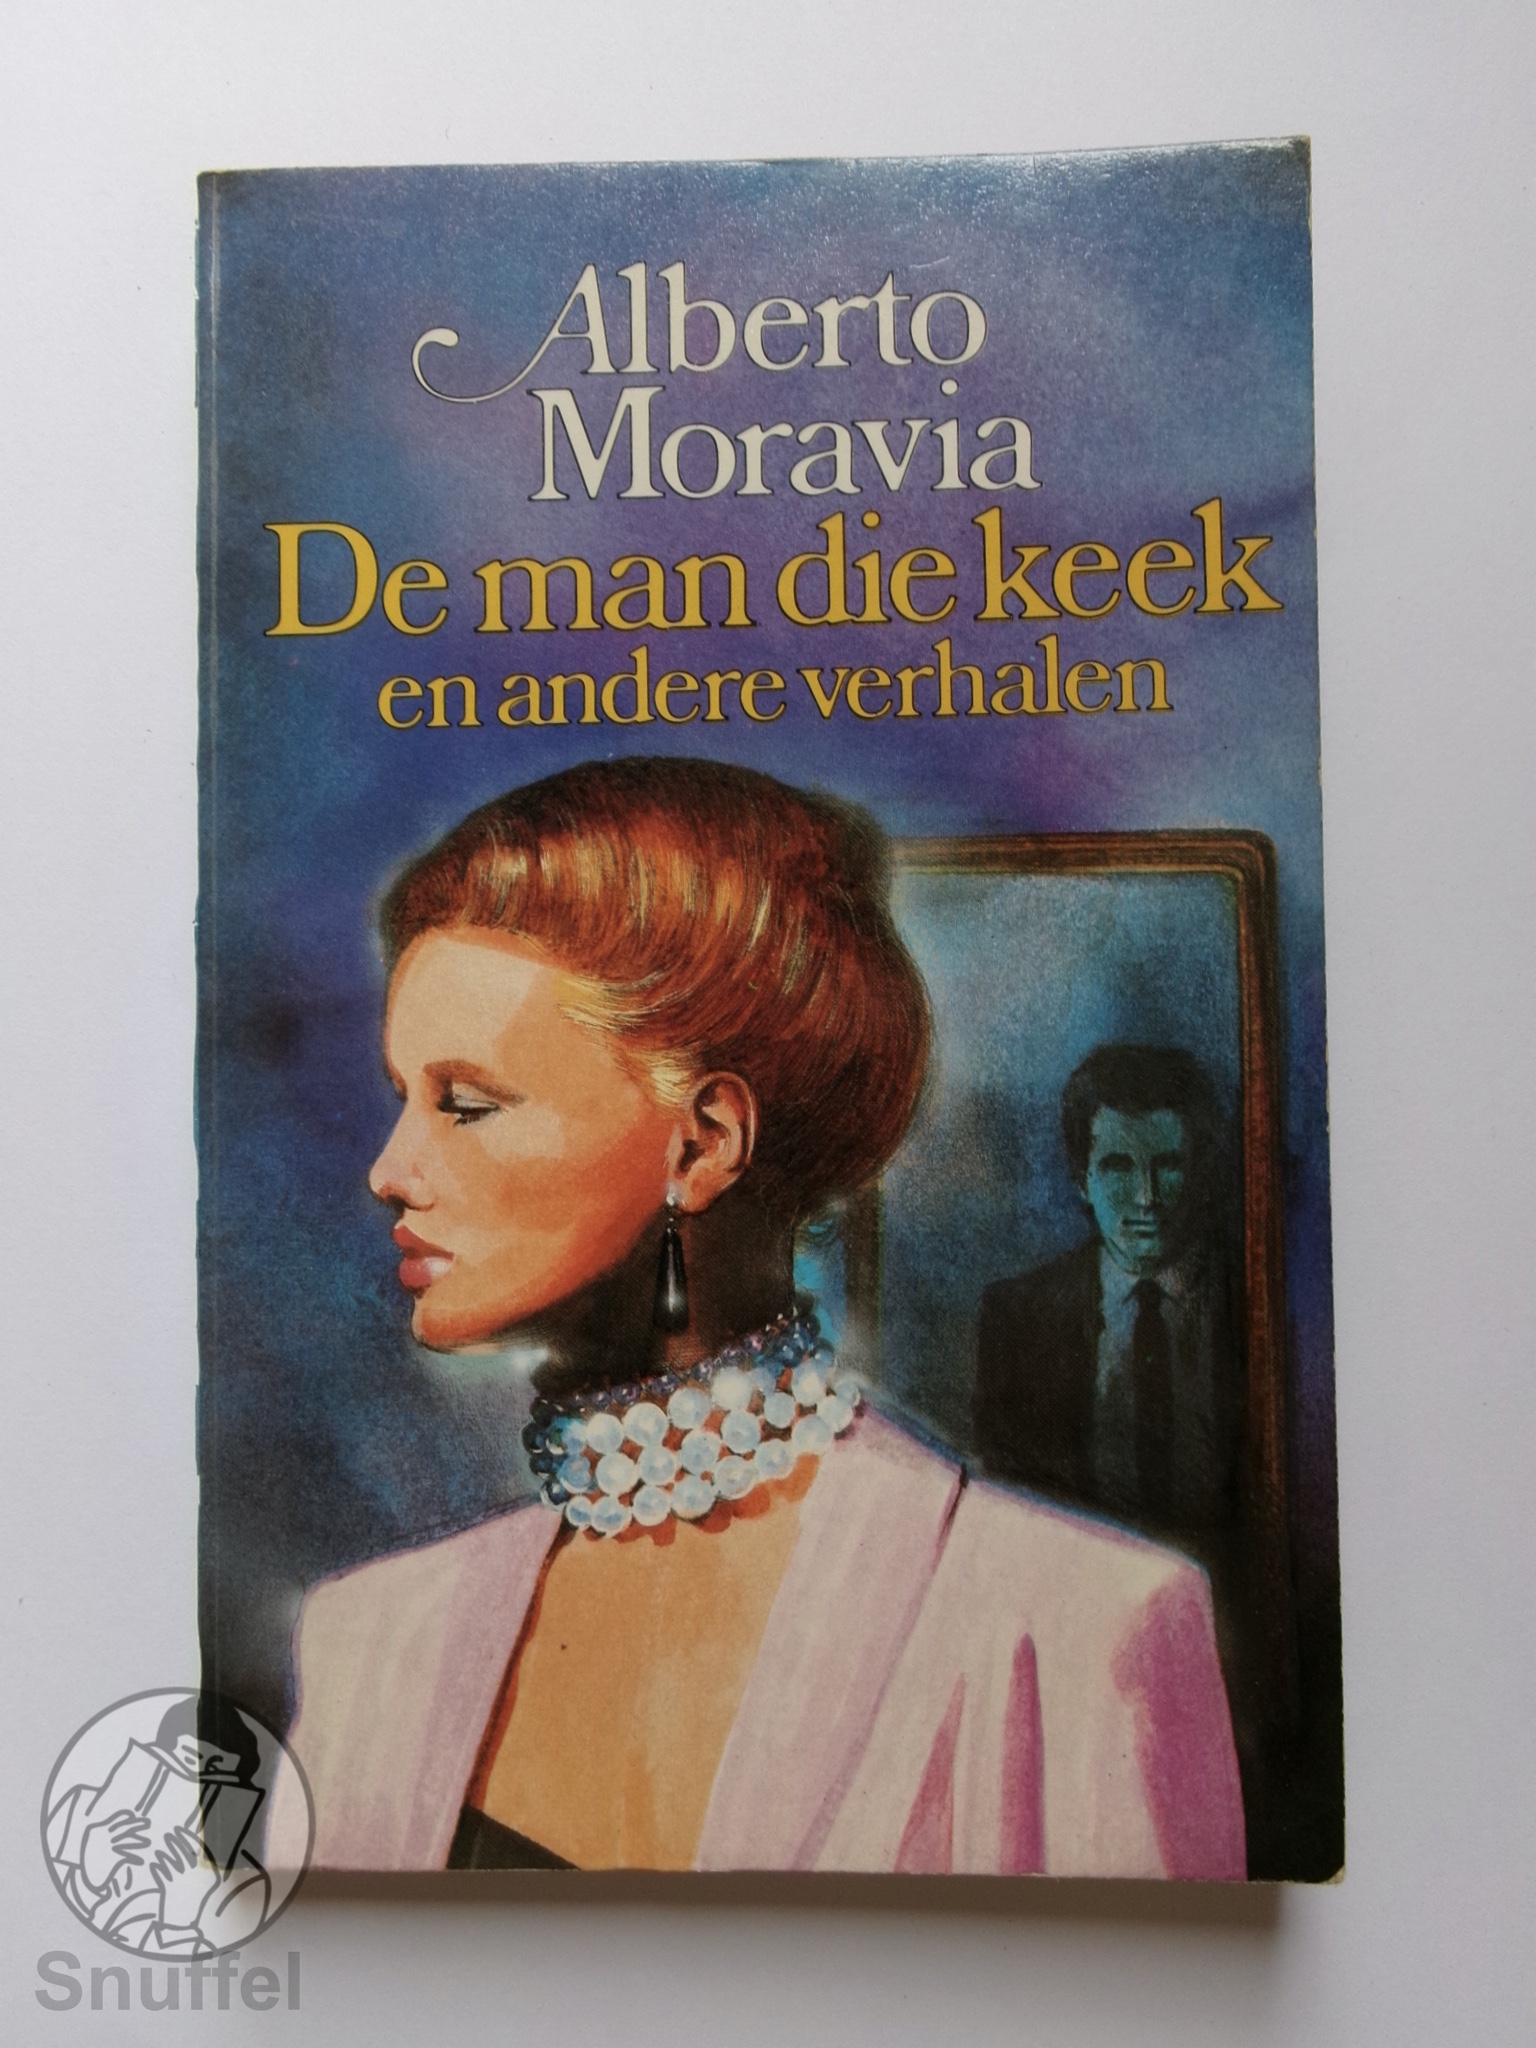 Alberto
Moravia
De man die keek
en andere verhalen
Snuffel